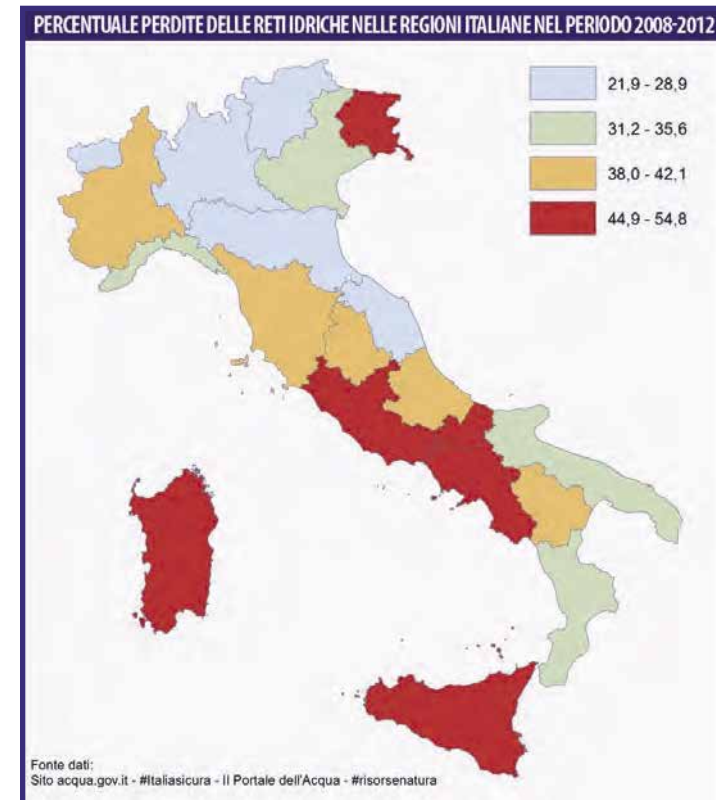 PERCENTUALE PERDITE DELLE RETI IDRICHE NELLE REGIONI ITALIANE NEL PERIODO 2008-2012
21,9 - 28,9
31,2 - 35,6
38,0 - 42,1
44,9 - 54,8
Fonte dati:
Sito acqua.gov.it - #Italiasicura - Il Portale dell'Acqua - #risorsenatura